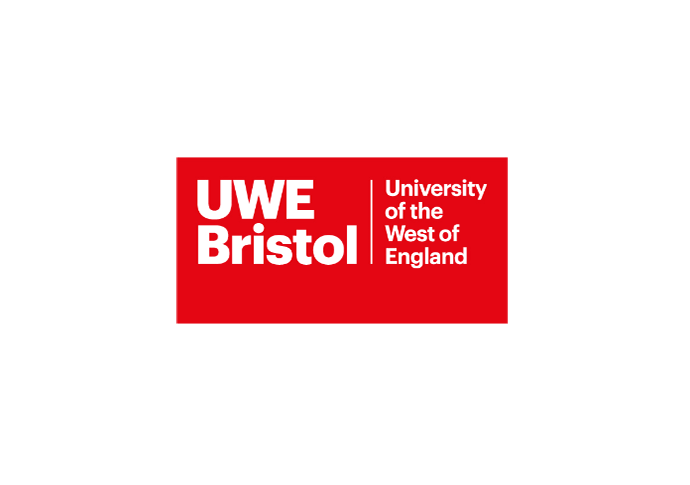 UWE
Bristol
University
of the
West of
England